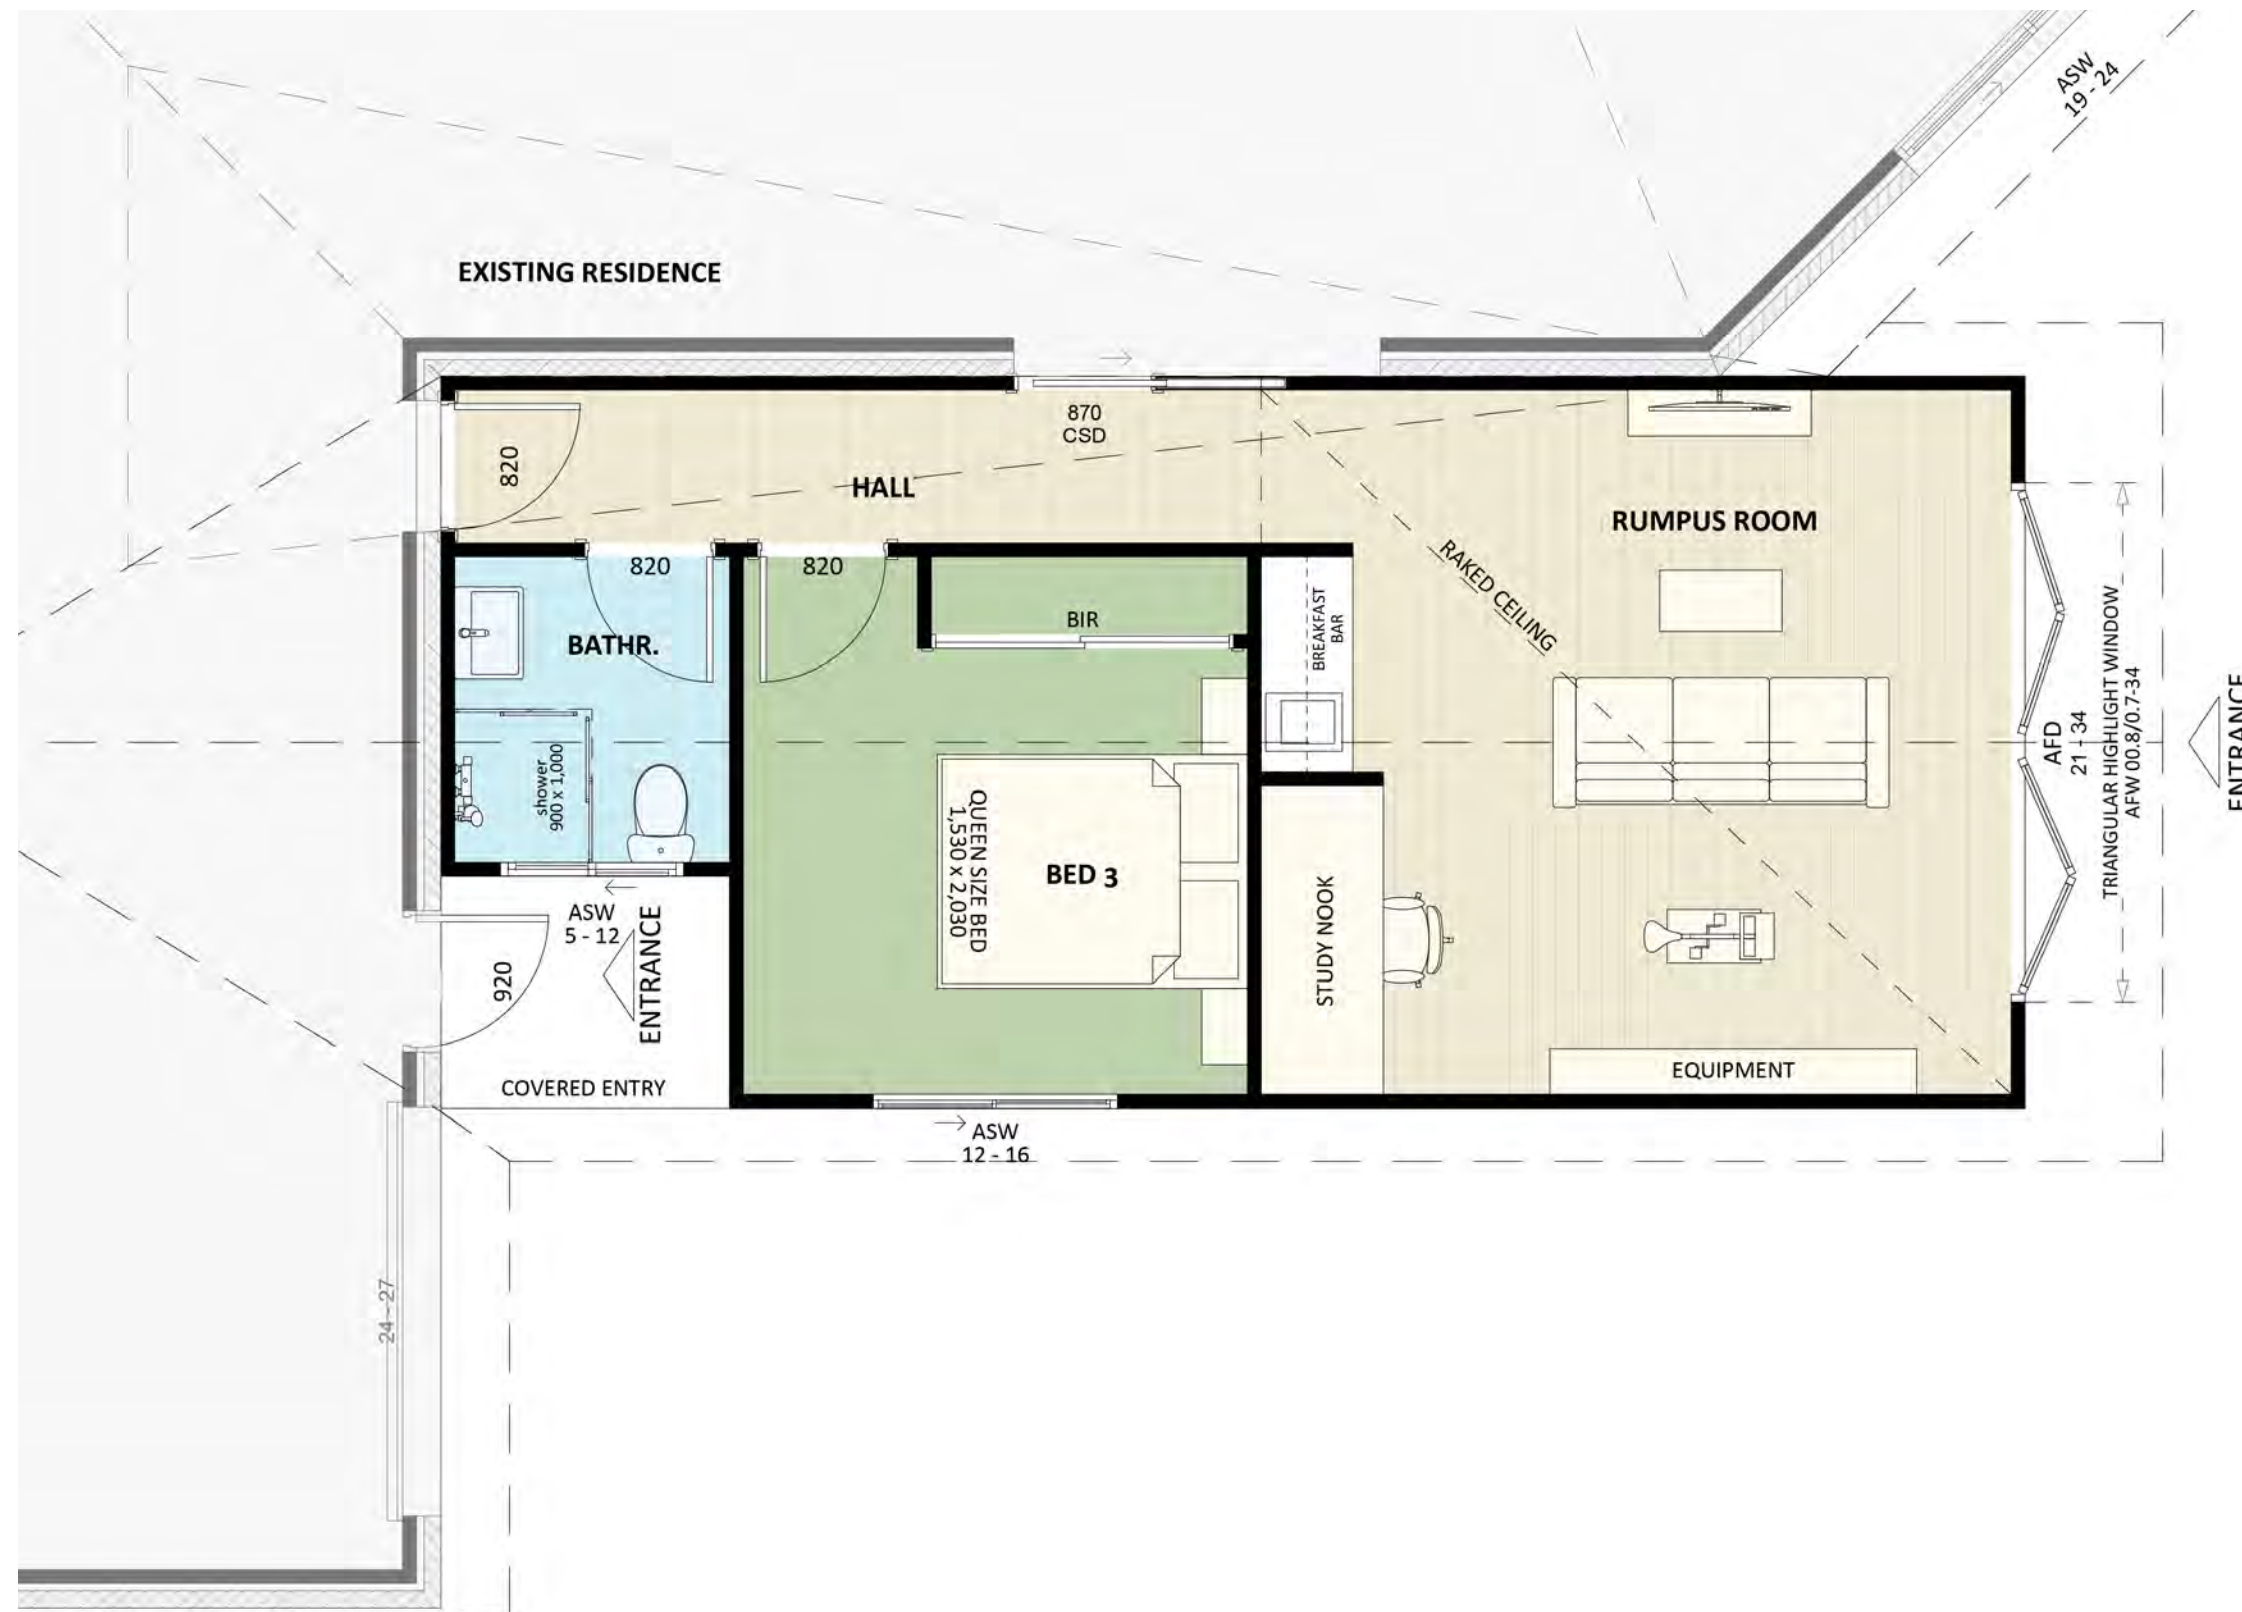 ASW
19 - 24
EXISTING RESIDENCE
870
CSD
820
HALL
RUMPUS ROOM
820
820
RAKED CEILING
BIR
BREAKFAST
BAR
BATHR.
shower
900 x 1,000
QUEEN SIZE BED
1,530 x 2,030
BED 3
AFD
21 - 34
TRIANGULAR HIGHLIGHT WINDOW
AFW 00.8/0.7-34
ENTRANCE
ASW
5 - 12
ENTRANCE
920
STUDY NOOK
EQUIPMENT
COVERED ENTRY
ASW
12 - 16
24 - 27